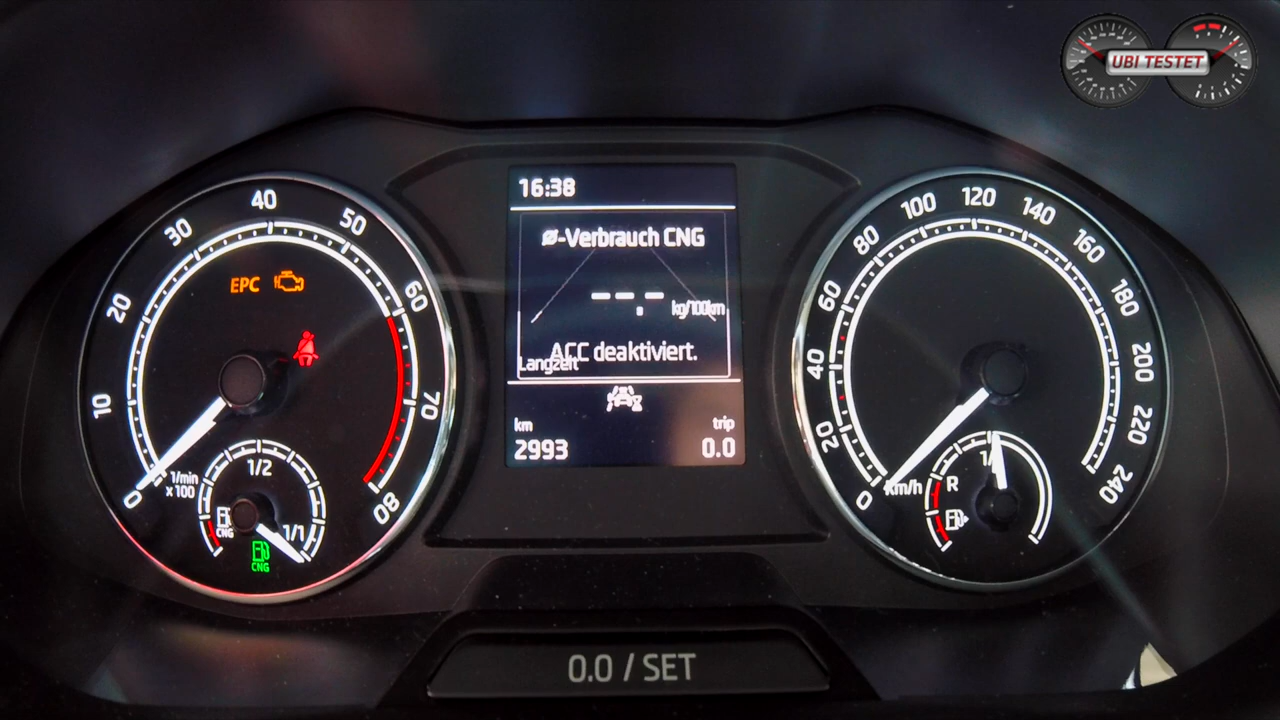 UBI TESTET
10
20
30
40
50
60
70
80
0
1/min
x 100
EPC
1/2
1/1
CNG
CNG
16:38
ø-Verbrauch CNG
--.-
kg/100km
ACC deaktiviert.
Langzeit
km
trip
2993
0.0
0
20
40
60
80
100
120
140
160
180
200
220
240
km/h
R
0.0 / SET